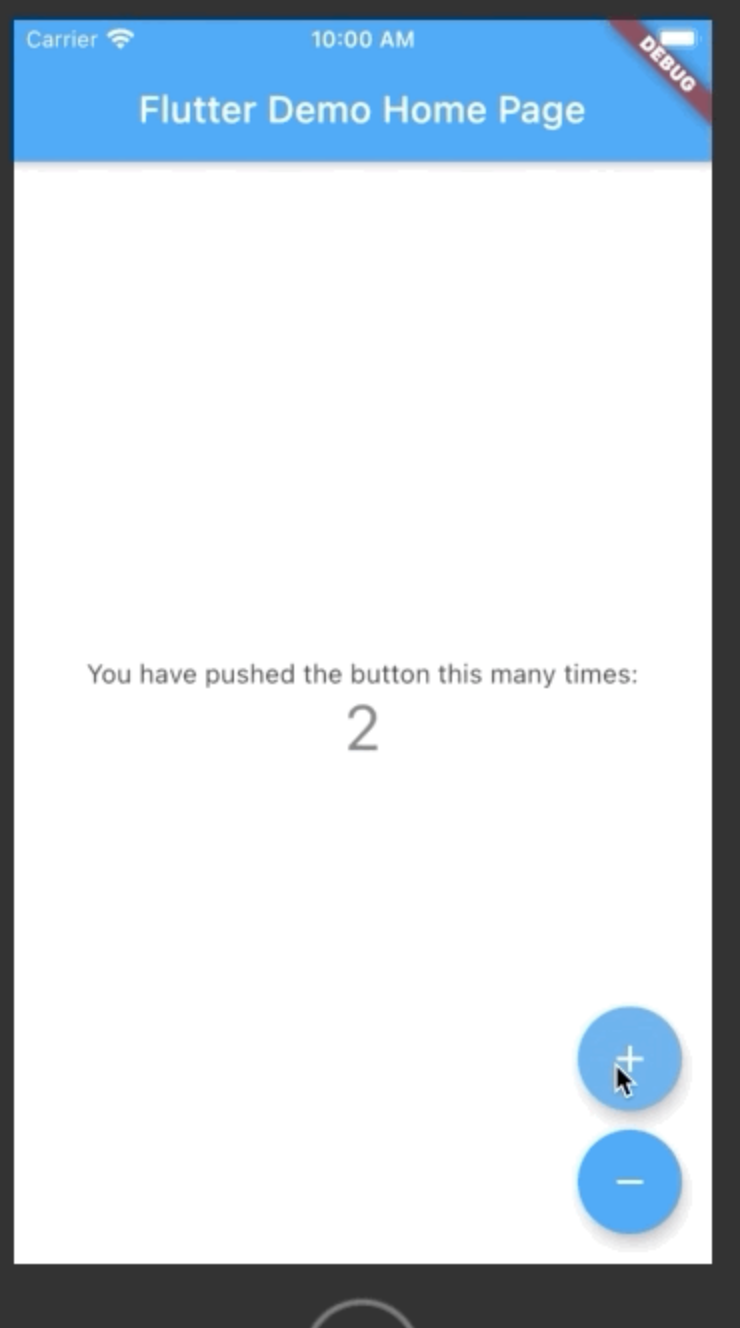 Carrier
10:00 AM
DEBUG
Flutter Demo Home Page
You have pushed the button this many times:
2
+
−